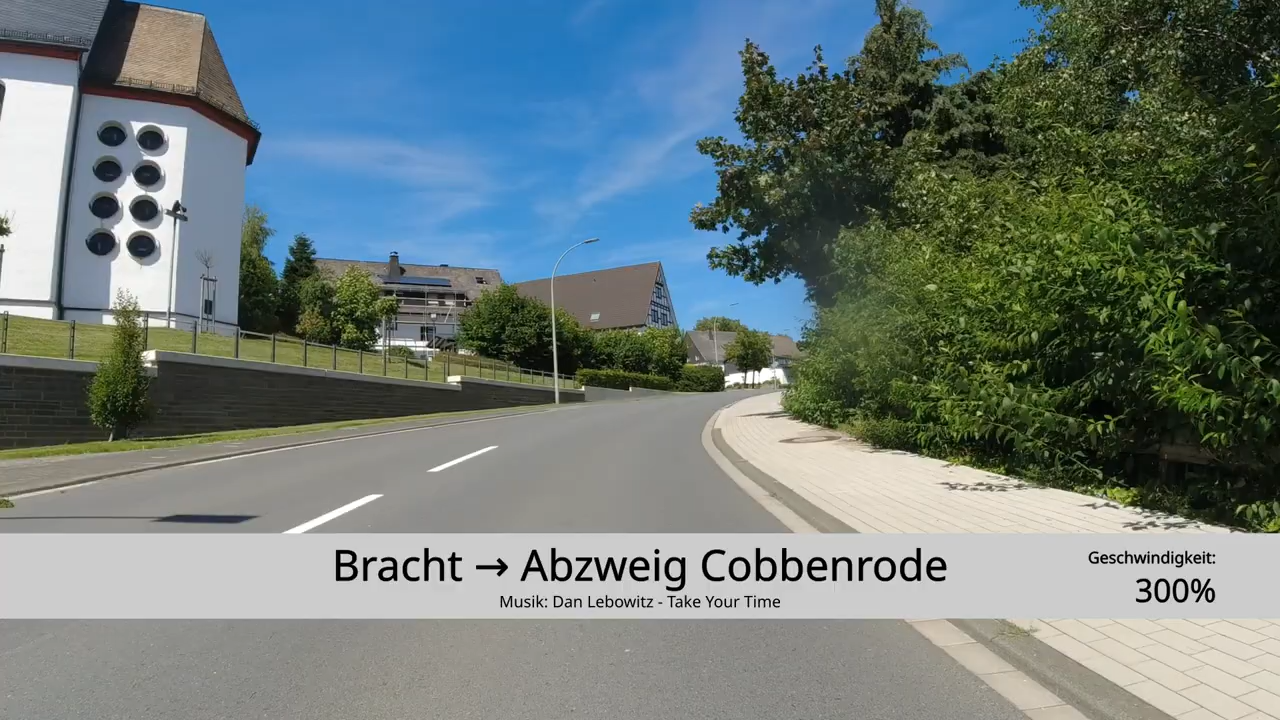 Bracht → Abzweig Cobbenrode
Musik: Dan Lebowitz - Take Your Time
Geschwindigkeit:
300%